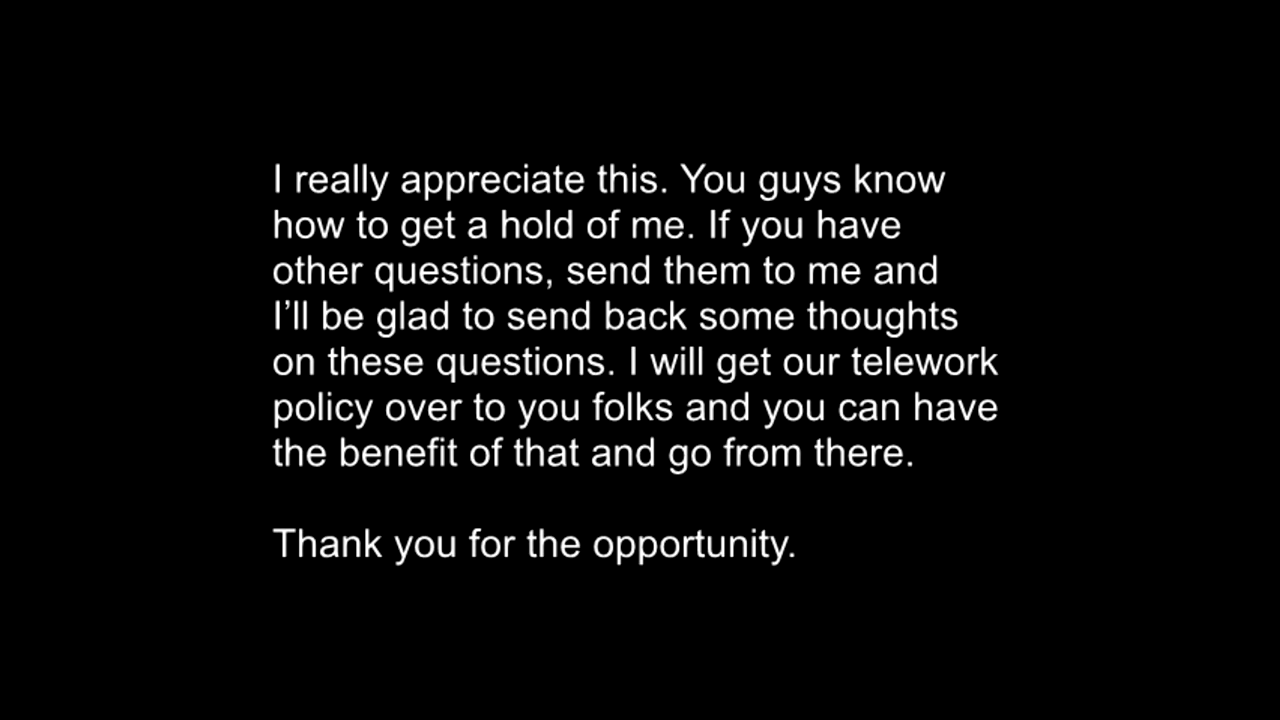 I really appreciate this. You guys know
how to get a hold of me. If you have
other questions, send them to me and
I’ll be glad to send back some thoughts
on these questions. I will get our telework
policy over to you folks and you can have
the benefit of that and go from there.
Thank you for the opportunity.